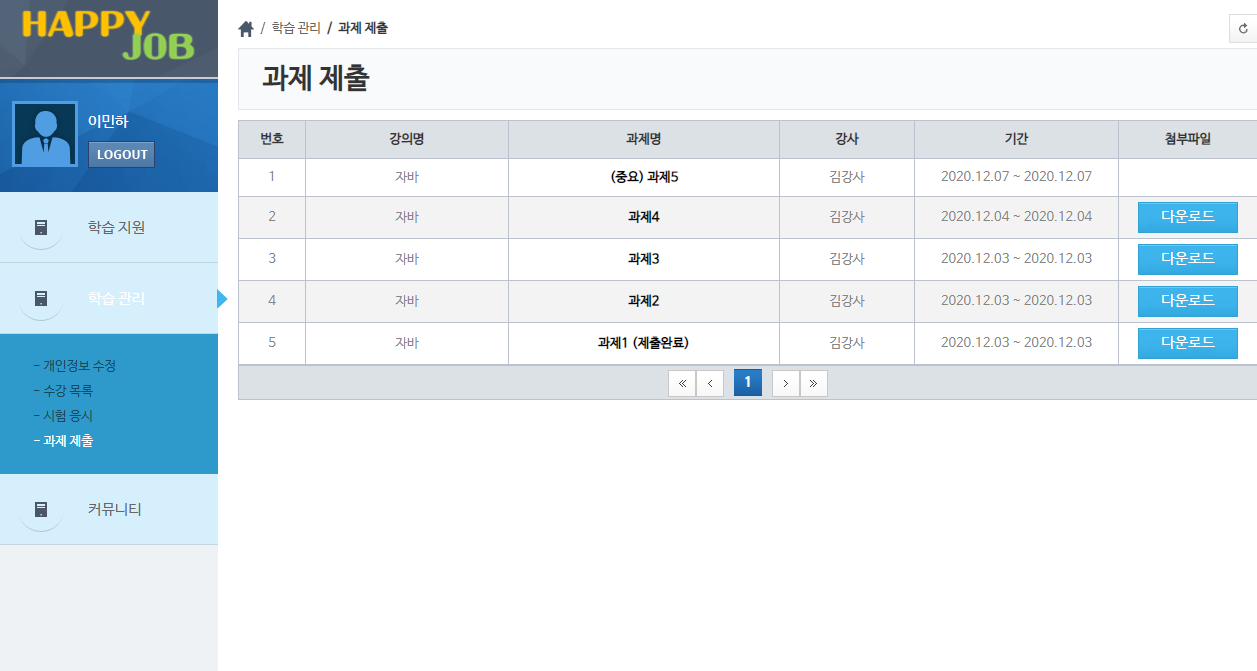 HAPPY
JOB
이민하
LOGOUT
학습 지원
학습 관리
- 개인정보 수정
- 수강 목록
- 시험 응시
- 과제 제출
커뮤니티
/ 학습 관리 / 과제 제출
과제 제출
번호 강의명 과제명 강사 기간 첨부파일
1 자바 (중요) 과제5 김강사 2020.12.07 ~ 2020.12.07
2 자바 과제4 김강사 2020.12.04 ~ 2020.12.04 다운로드
3 자바 과제3 김강사 2020.12.03 ~ 2020.12.03 다운로드
4 자바 과제2 김강사 2020.12.03 ~ 2020.12.03 다운로드
5 자바 과제1 (제출완료) 김강사 2020.12.03 ~ 2020.12.03 다운로드
« ‹ 1 › »